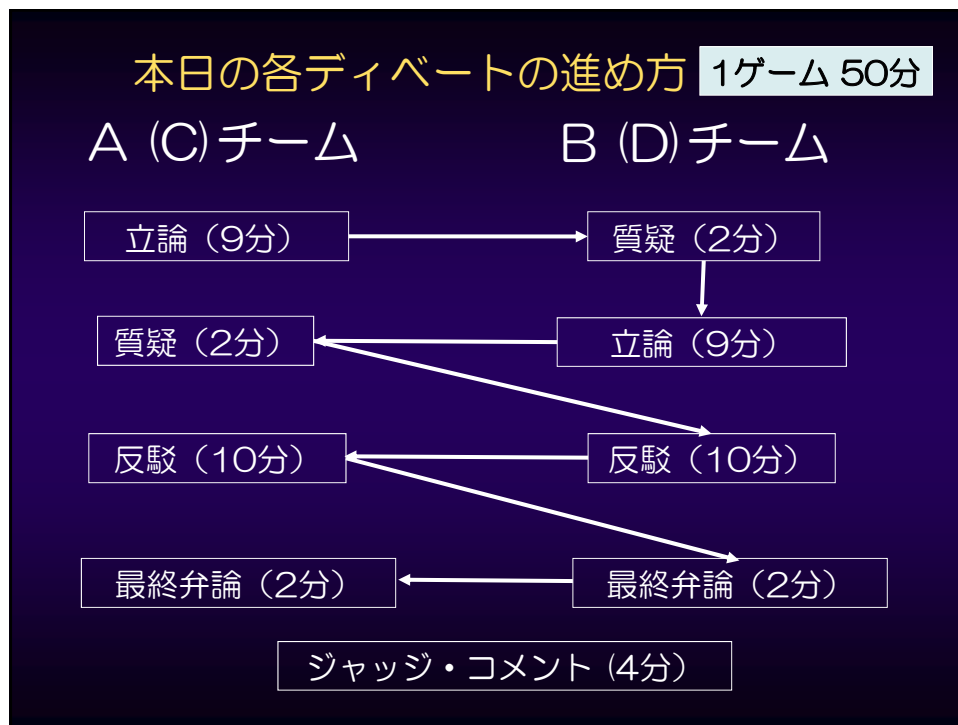 本日の各ディベートの進め方 1ゲーム 50分
A (C)チーム B (D)チーム
立論（9分） 質疑（2分）
質疑（2分） 立論（9分）
反駁（10分） 反駁（10分）
最終弁論（2分） 最終弁論（2分）
ジャッジ・コメント (4分）